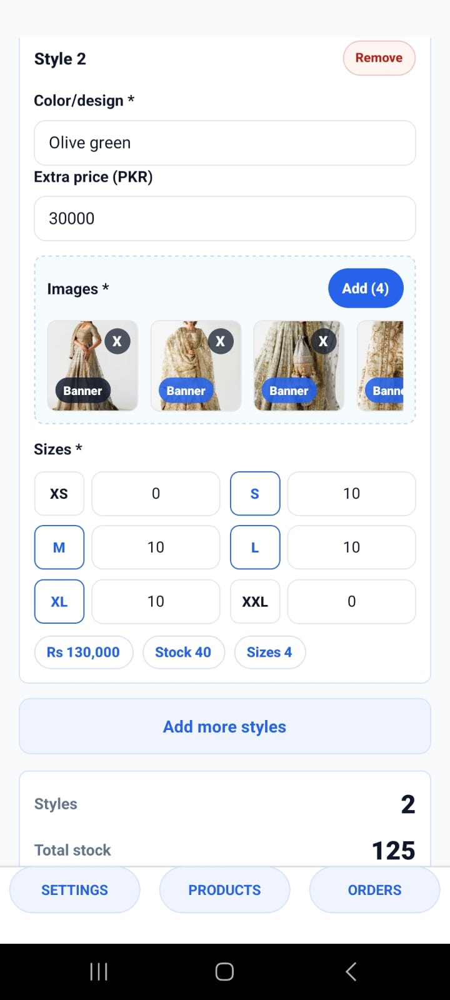 Style 2 Remove
Color/design *
Olive green
Extra price (PKR)
30000
Images * Add (4)
X X X
Banner Banner Banner Banne
Sizes *
XS 0 S 10
M 10 L 10
XL 10 XXL 0
Rs 130,000 Stock 40 Sizes 4
Add more styles
Styles 2
Total stock 125
SETTINGS PRODUCTS ORDERS